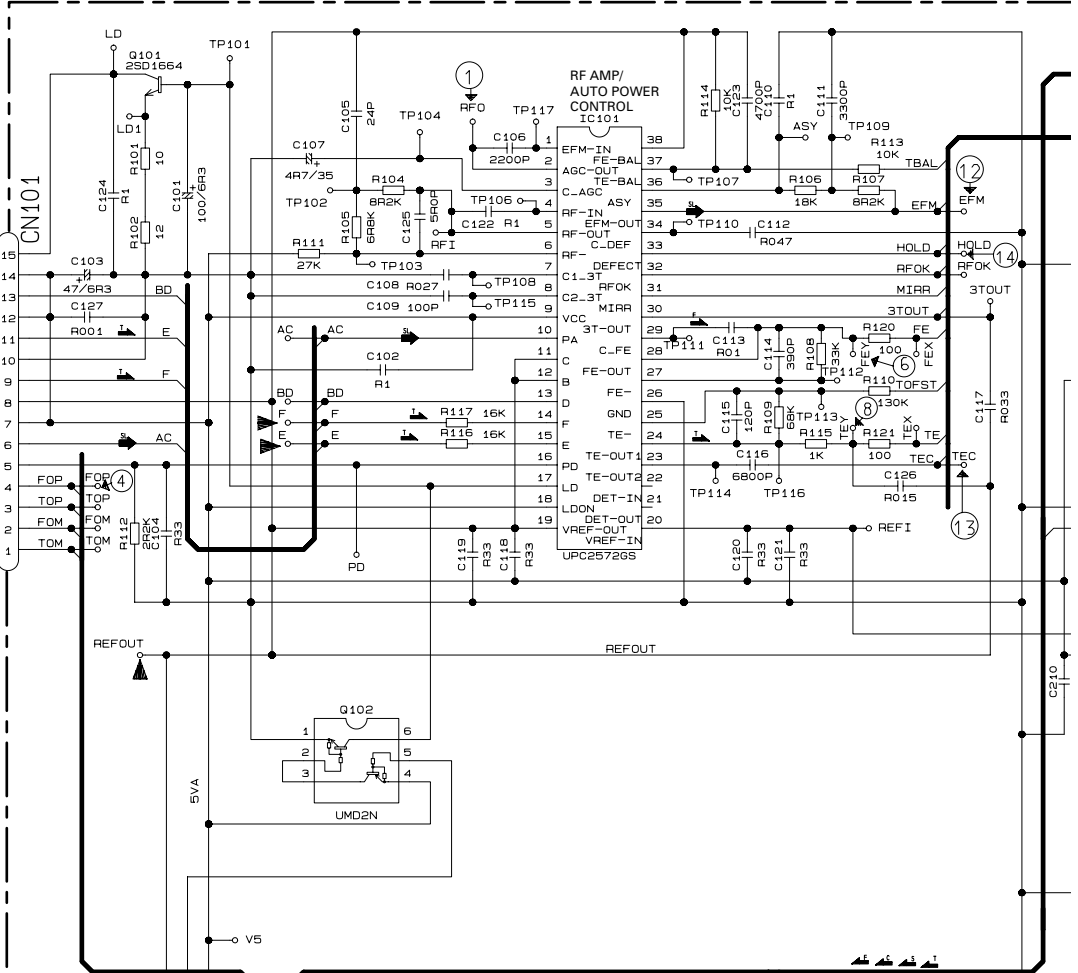 LD
Q101
2SD1664
TP101
LD1
R101
10
C124
R1
C101
100/6R3
R102
12
CN101
15
14
13
12
11
10
9
8
7
6
5
4
3
2
1
C103
47/6R3
BD
C127
R001
T
E
T
F
SL
AC
FOP
FOP
4
TOP
TOP
FOM
FOM
TOM
TOM
R112
2R2K
C104
R33
C105
24P
TP104
1
RFO
TP117
C107
4R7/35
C106
2200P
TP102
R104
8R2K
TP106
R105
6R8K
C125
5R0P
C122
R1
RFI
R111
27K
TP103
C108
R027
TP108
C109
100P
TP115
AC
AC
SL
C102
R1
BD
BD
F
F
T
R117
16K
E
E
T
R116
16K
PD
RF AMP/
AUTO POWER
CONTROL
IC101
1
EFM-IN
38
2
AGC-OUT
FE-BAL
37
3
C_AGC
TE-BAL
36
4
RF-IN
ASY
35
5
RF-OUT
EFM-OUT
34
6
RF-
C_DEF
33
7
C1_3T
DEFECT
32
8
C2_3T
RFOK
31
9
VCC
MIRR
30
10
PA
3T-OUT
29
11
C
C_FE
28
12
B
FE-OUT
27
13
D
FE-
26
14
F
GND
25
15
E
TE-
24
16
PD
TE-OUT1
23
17
LD
TE-OUT2
22
18
LDON
DET-IN
21
19
VREF-OUT
DET-OUT
20
VREF-IN
UPC2572GS
R114
10K
C123
4700P
C110
R1
C111
3300P
ASY
TP109
R113
10K
TBAL
TP107
R106
18K
R107
8R2K
12
EFM
EFM
SL
TP110
C112
R047
HOLD
HOLD
14
RFOK
RFOK
MIRR
3TOUT
3TOUT
F
TP111
C113
R01
C114
390P
R108
33K
TP112
FEY
R120
100
6
FEX
FE
R110
130K
TOFST
C115
120P
R109
68K
TP113
8
TEY
T
R115
1K
R121
100
TEX
TE
C117
R033
TP114
C116
6800P
TP116
C126
R015
TEC
TEC
13
C119
R33
C118
R33
C120
R33
C121
R33
REFI
REFOUT
REFOUT
C210
Q102
1
2
3
6
5
4
UMD2N
5VA
V5
F
C
S
T